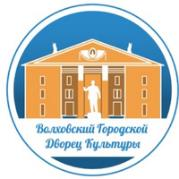 Волховский Городской
Дворец Культуры